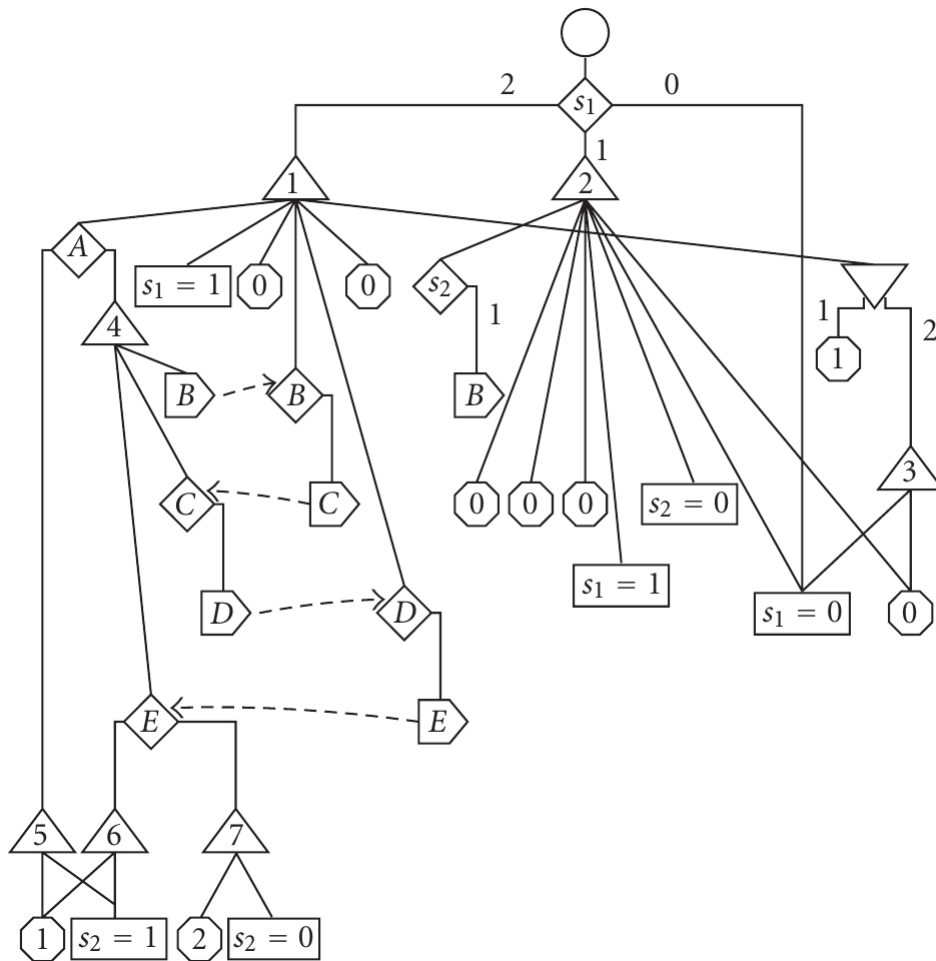 2 s₁ 0
1
1 2
A
s₁ = 1 0 0 s₂
1 1 2
4 1
B B B
3
C C 0 0 0 s₂ = 0
D D s₁ = 1 s₁ = 0 0
E E
5 6 7
1 s₂ = 1 2 s₂ = 0